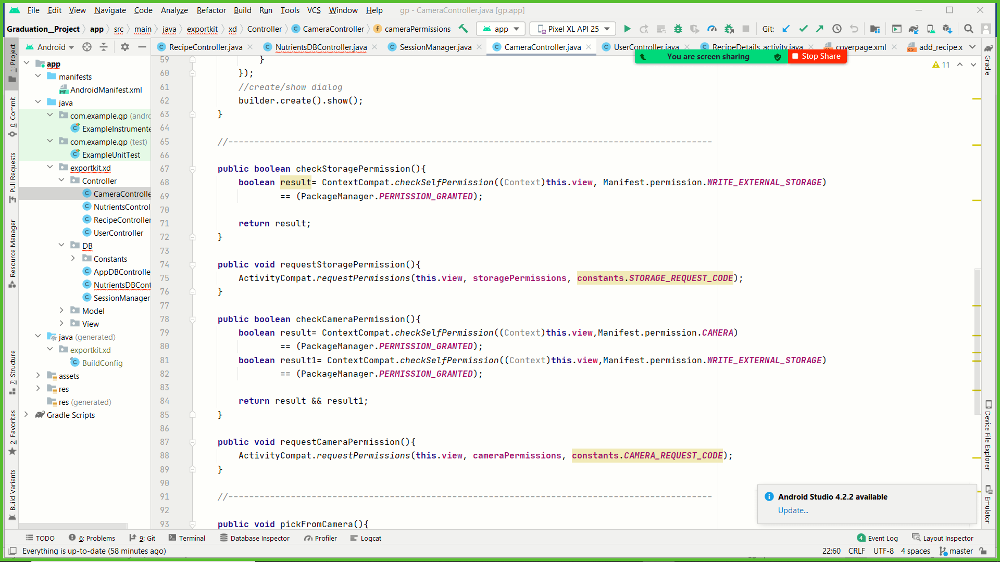 File Edit View Navigate Code Analyze Refactor Build Run Tools VCS Window Help gp - CameraController.java [gp.app]
Graduation__Project app src main java exportkit xd Controller CameraController cameraPermissions app Pixel XL API 25 Git:
Android RecipeController.java NutrientsDBController.java SessionManager.java CameraController.java UserController.java RecipeDetails_activity.java coverpage.xml add_recipe.x
You are screen sharing Stop Share
11
1: Project
0: Commit
Pull Requests
Resource Manager
7: Structure
2: Favorites
Build Variants
app
manifests
AndroidManifest.xml
java
com.example.gp (andro
ExampleInstrumente
com.example.gp (test)
ExampleUnitTest
exportkit.xd
Controller
CameraControlle
NutrientsControl
RecipeController
UserController
DB
Constants
AppDBControlle
NutrientsDBCont
SessionManager
Model
View
java (generated)
exportkit.xd
BuildConfig
assets
res
res (generated)
Gradle Scripts
59 }
60 });
61 //create/show dialog
62 builder.create().show();
63 }
64
65 //---------------------------------------------------------------------------------------------
66
67 public boolean checkStoragePermission(){
68 boolean result= ContextCompat.checkSelfPermission((Context)this.view, Manifest.permission.WRITE_EXTERNAL_STORAGE)
69 == (PackageManager.PERMISSION_GRANTED);
70
71 return result;
72 }
73
74 public void requestStoragePermission(){
75 ActivityCompat.requestPermissions(this.view, storagePermissions, constants.STORAGE_REQUEST_CODE);
76 }
77
78 public boolean checkCameraPermission(){
79 boolean result= ContextCompat.checkSelfPermission((Context)this.view,Manifest.permission.CAMERA)
80 == (PackageManager.PERMISSION_GRANTED);
81 boolean result1= ContextCompat.checkSelfPermission((Context)this.view,Manifest.permission.WRITE_EXTERNAL_STORAGE)
82 == (PackageManager.PERMISSION_GRANTED);
83
84 return result && result1;
85 }
86
87 public void requestCameraPermission(){
88 ActivityCompat.requestPermissions(this.view, cameraPermissions, constants.CAMERA_REQUEST_CODE);
89 }
90
91 //---------------------------------------------------------------------------------------------
92
93 public void pickFromCamera(){
Gradle
Device File Explorer
Emulator
Android Studio 4.2.2 available
Update...
TODO 6: Problems 9: Git Terminal Database Inspector Profiler Logcat 4 Event Log Layout Inspector
Everything is up-to-date (58 minutes ago) 22:60 CRLF UTF-8 4 spaces master